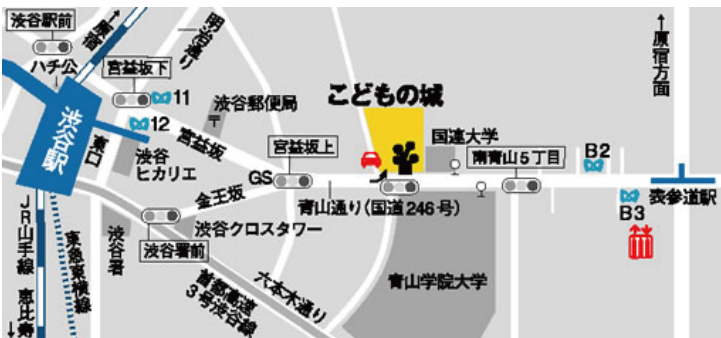 渋谷駅前
↑原宿
明治通り
↑原宿方面
ハチ公
宮益坂下
11
12
渋谷郵便局
〒
こどもの城
渋谷駅
東口
宮益坂
渋谷
ヒカリエ
宮益坂上
国連大学
南青山5丁目
B2
GS
金王坂
青山通り(国道246号)
表参道駅
B3
渋谷クロスタワー
渋谷署前
渋谷署
青山学院大学
六本木通り
首都高速
3号渋谷線
JR山手線
恵比寿
↓
東急東横線